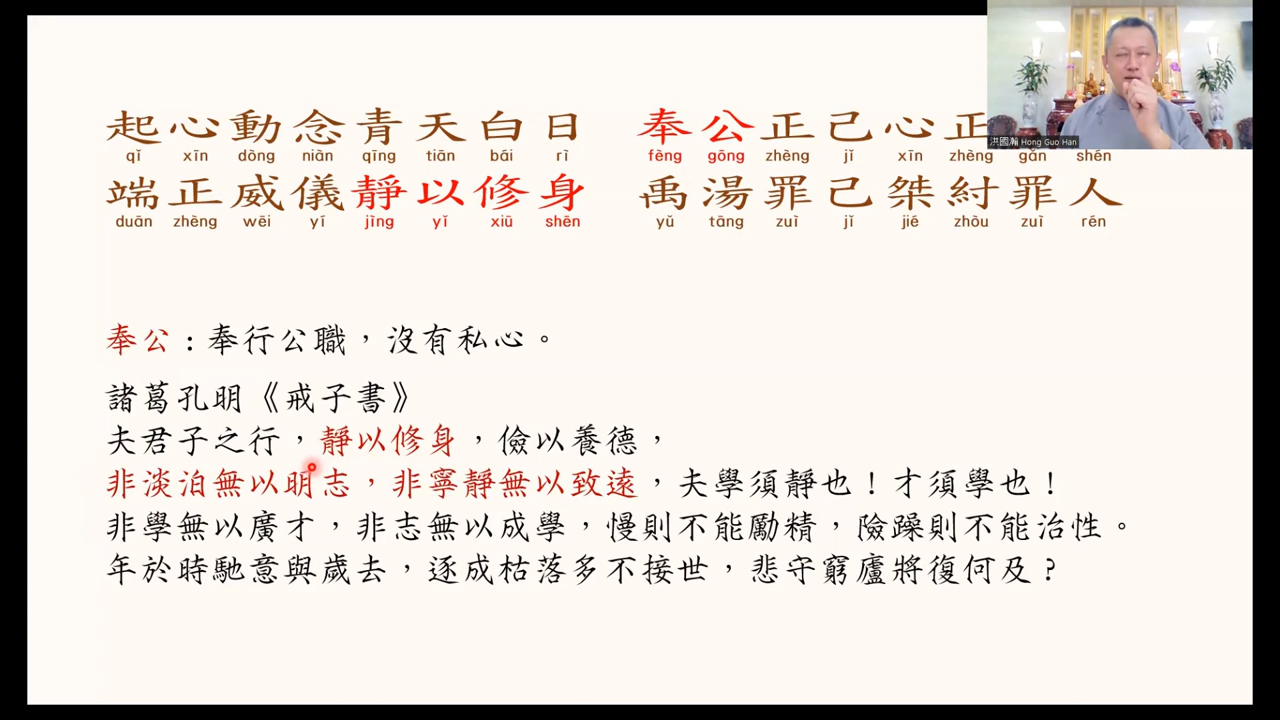 起心動念青天白日 奉公正己心正
qǐ xīn dòng niàn qīng tiān bái rì fèng gōng zhèng jǐ xīn zhèng gǎn shén
洪國瀚 Hong Guo Han
端正威儀靜以修身 禹湯罪己桀紂罪人
duān zhèng wēi yí jìng yǐ xiū shēn yǔ tāng zuì jǐ jié zhòu zuì rén
奉公：奉行公職，沒有私心。
諸葛孔明《戒子書》
夫君子之行，靜以修身，儉以養德，
非淡泊無以明志，非寧靜無以致遠，夫學須靜也！才須學也！
非學無以廣才，非志無以成學，慢則不能勵精，險躁則不能治性。
年於時馳意與歲去，逐成枯落多不接世，悲守窮廬將復何及？